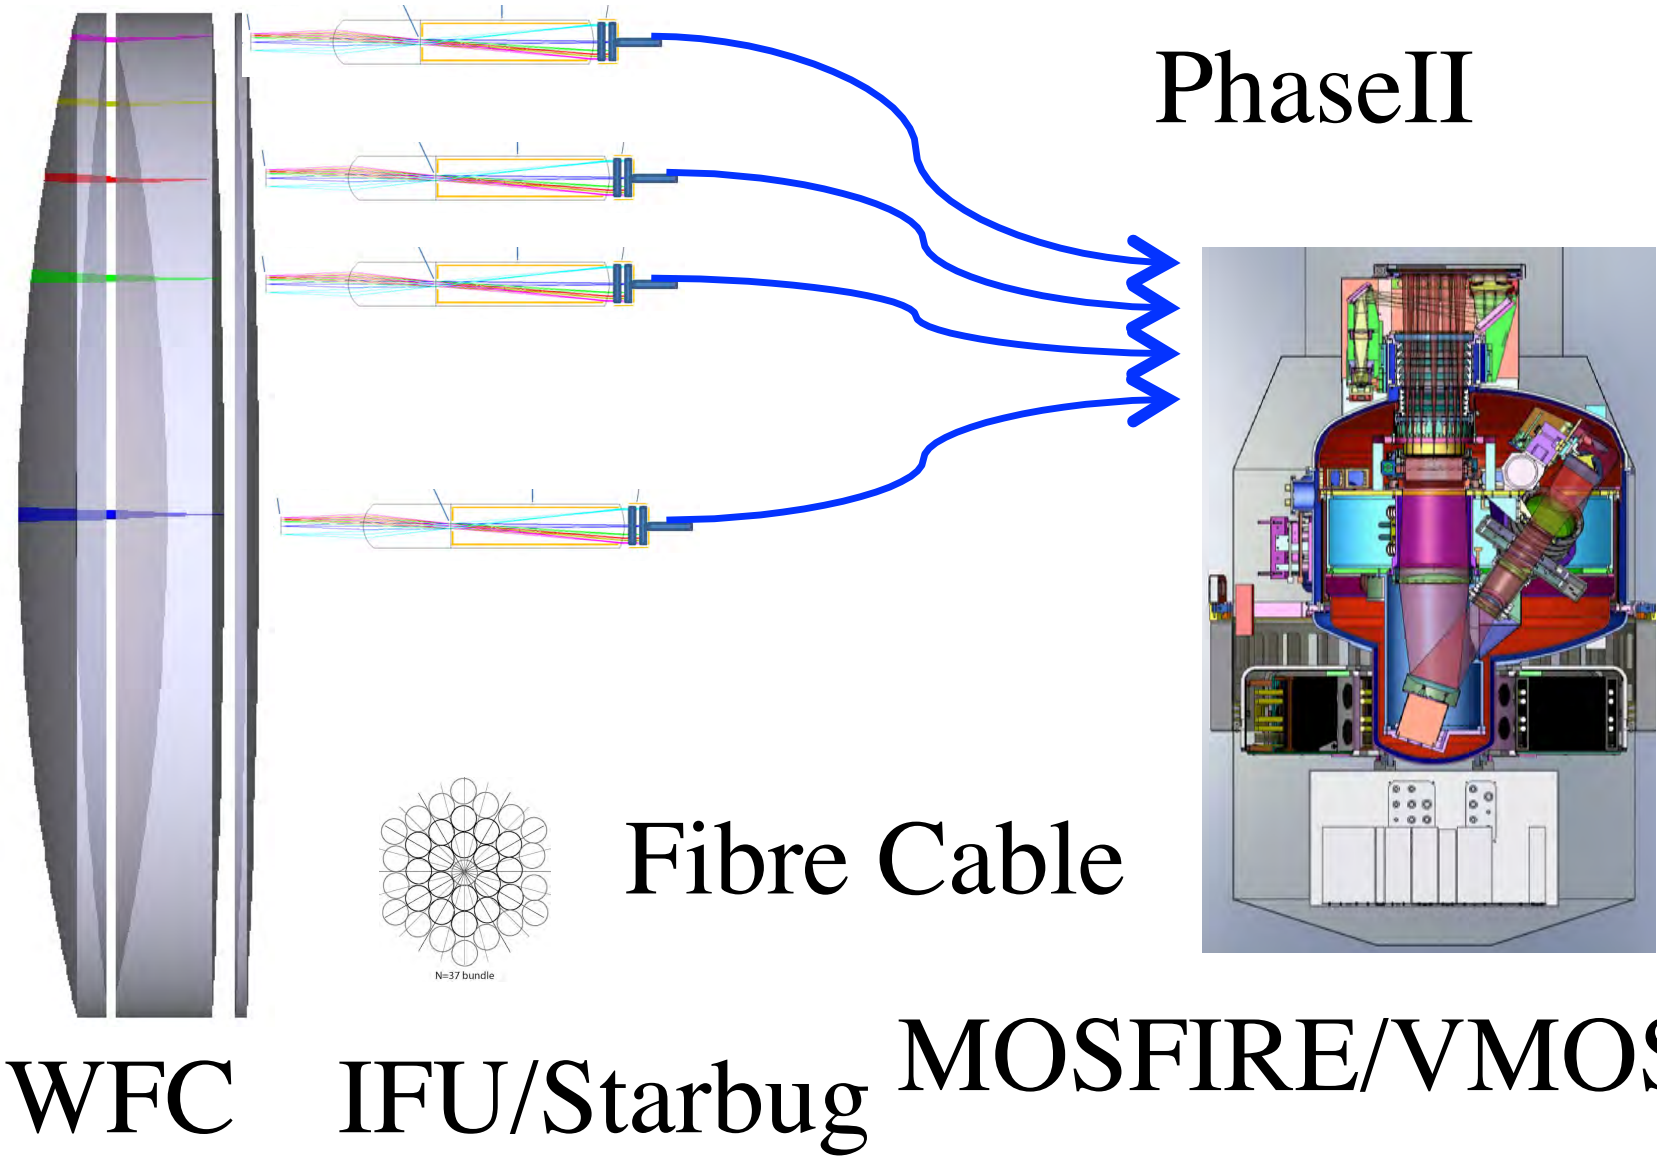 PhaseII
Fibre Cable
N=37 bundle
WFC
IFU/Starbug
MOSFIRE/VMOS